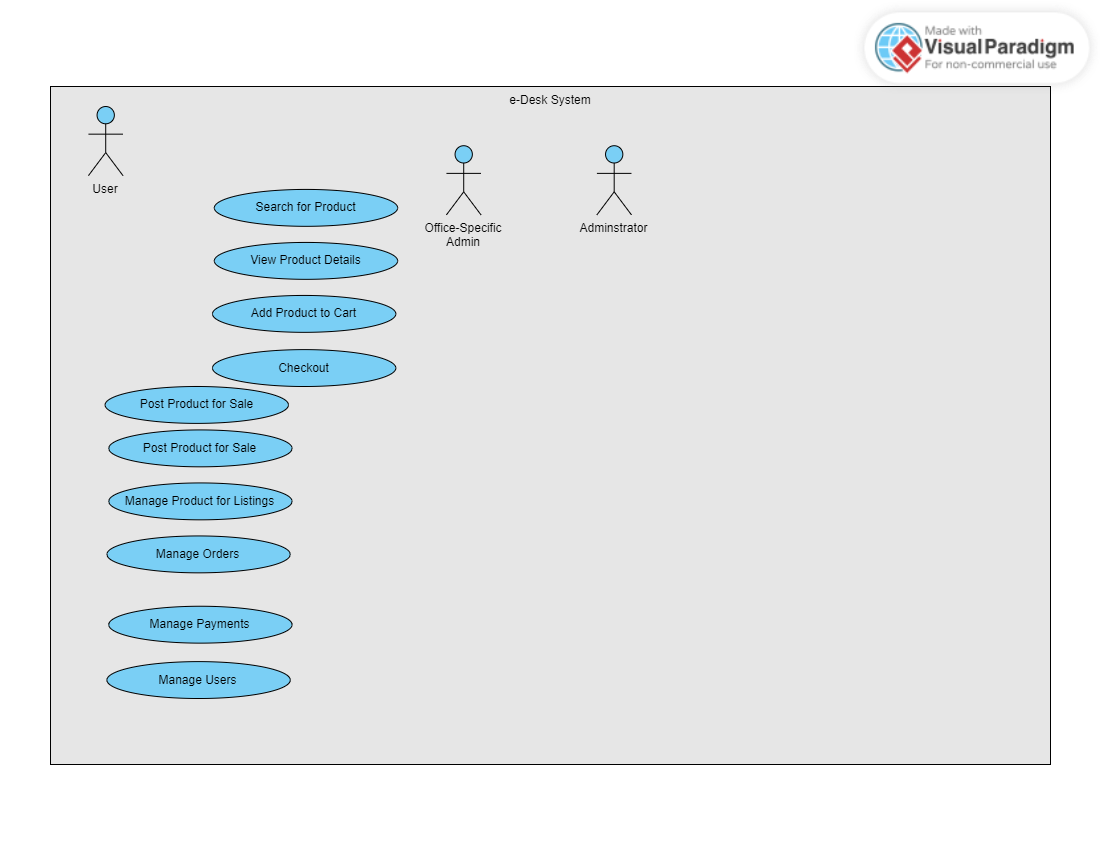 Made with
Visual Paradigm
For non-commercial use
e-Desk System
User
Office-Specific
Admin
Adminstrator
Search for Product
View Product Details
Add Product to Cart
Checkout
Post Product for Sale
Post Product for Sale
Manage Product for Listings
Manage Orders
Manage Payments
Manage Users